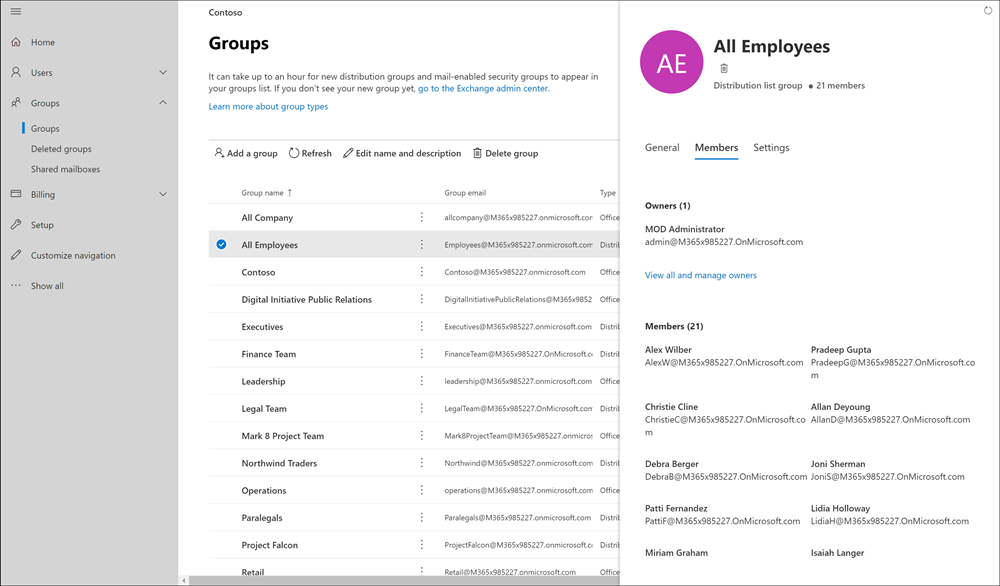 Home
Users
Groups
Groups
Deleted groups
Shared mailboxes
Billing
Setup
Customize navigation
Show all
Contoso
Groups
It can take up to an hour for new distribution groups and mail-enabled security groups to appear in
your groups list. If you don't see your new group yet, go to the Exchange admin center.
Learn more about group types
Add a group Refresh Edit name and description Delete group
Group name ↑ Group email Type
All Company allcompany@M365x985227.onmicrosoft.cor Office
All Employees Employees@M365x985227.onmicrosoft.com Distrib
Contoso Contoso@M365x985227.onmicrosoft.com Office
Digital Initiative Public Relations DigitalInitiativePublicRelations@M365x9852 Office
Executives Executives@M365x985227.OnMicrosoft.com Distrib
Finance Team FinanceTeam@M365x985227.OnMicrosoft.co Distrib
Leadership leadership@M365x985227.onmicrosoft.com Office
Legal Team LegalTeam@M365x985227.OnMicrosoft.com Distrib
Mark 8 Project Team Mark8ProjectTeam@M365x985227.onmicros Office
Northwind Traders Northwind@M365x985227.OnMicrosoft.com Distrib
Operations operations@M365x985227.onmicrosoft.com Office
Paralegals Paralegals@M365x985227.OnMicrosoft.com Distrib
Project Falcon ProjectFalcon@M365x985227.OnMicrosoft.co Distrib
Retail Retail@M365x985227.onmicrosoft.com Office
AE
All Employees
Distribution list group ● 21 members
General Members Settings
Owners (1)
MOD Administrator
admin@M365x985227.OnMicrosoft.com
View all and manage owners
Members (21)
Alex Wilber Pradeep Gupta
AlexW@M365x985227.OnMicrosoft.com PradeepG@M365x985227.OnMicrosoft.co
m
Christie Cline Allan Deyoung
ChristieC@M365x985227.OnMicrosoft.co AllanD@M365x985227.OnMicrosoft.com
m
Debra Berger Joni Sherman
DebraB@M365x985227.OnMicrosoft.com JoniS@M365x985227.OnMicrosoft.com
Patti Fernandez Lidia Holloway
PattiF@M365x985227.OnMicrosoft.com LidiaH@M365x985227.OnMicrosoft.com
Miriam Graham Isaiah Langer